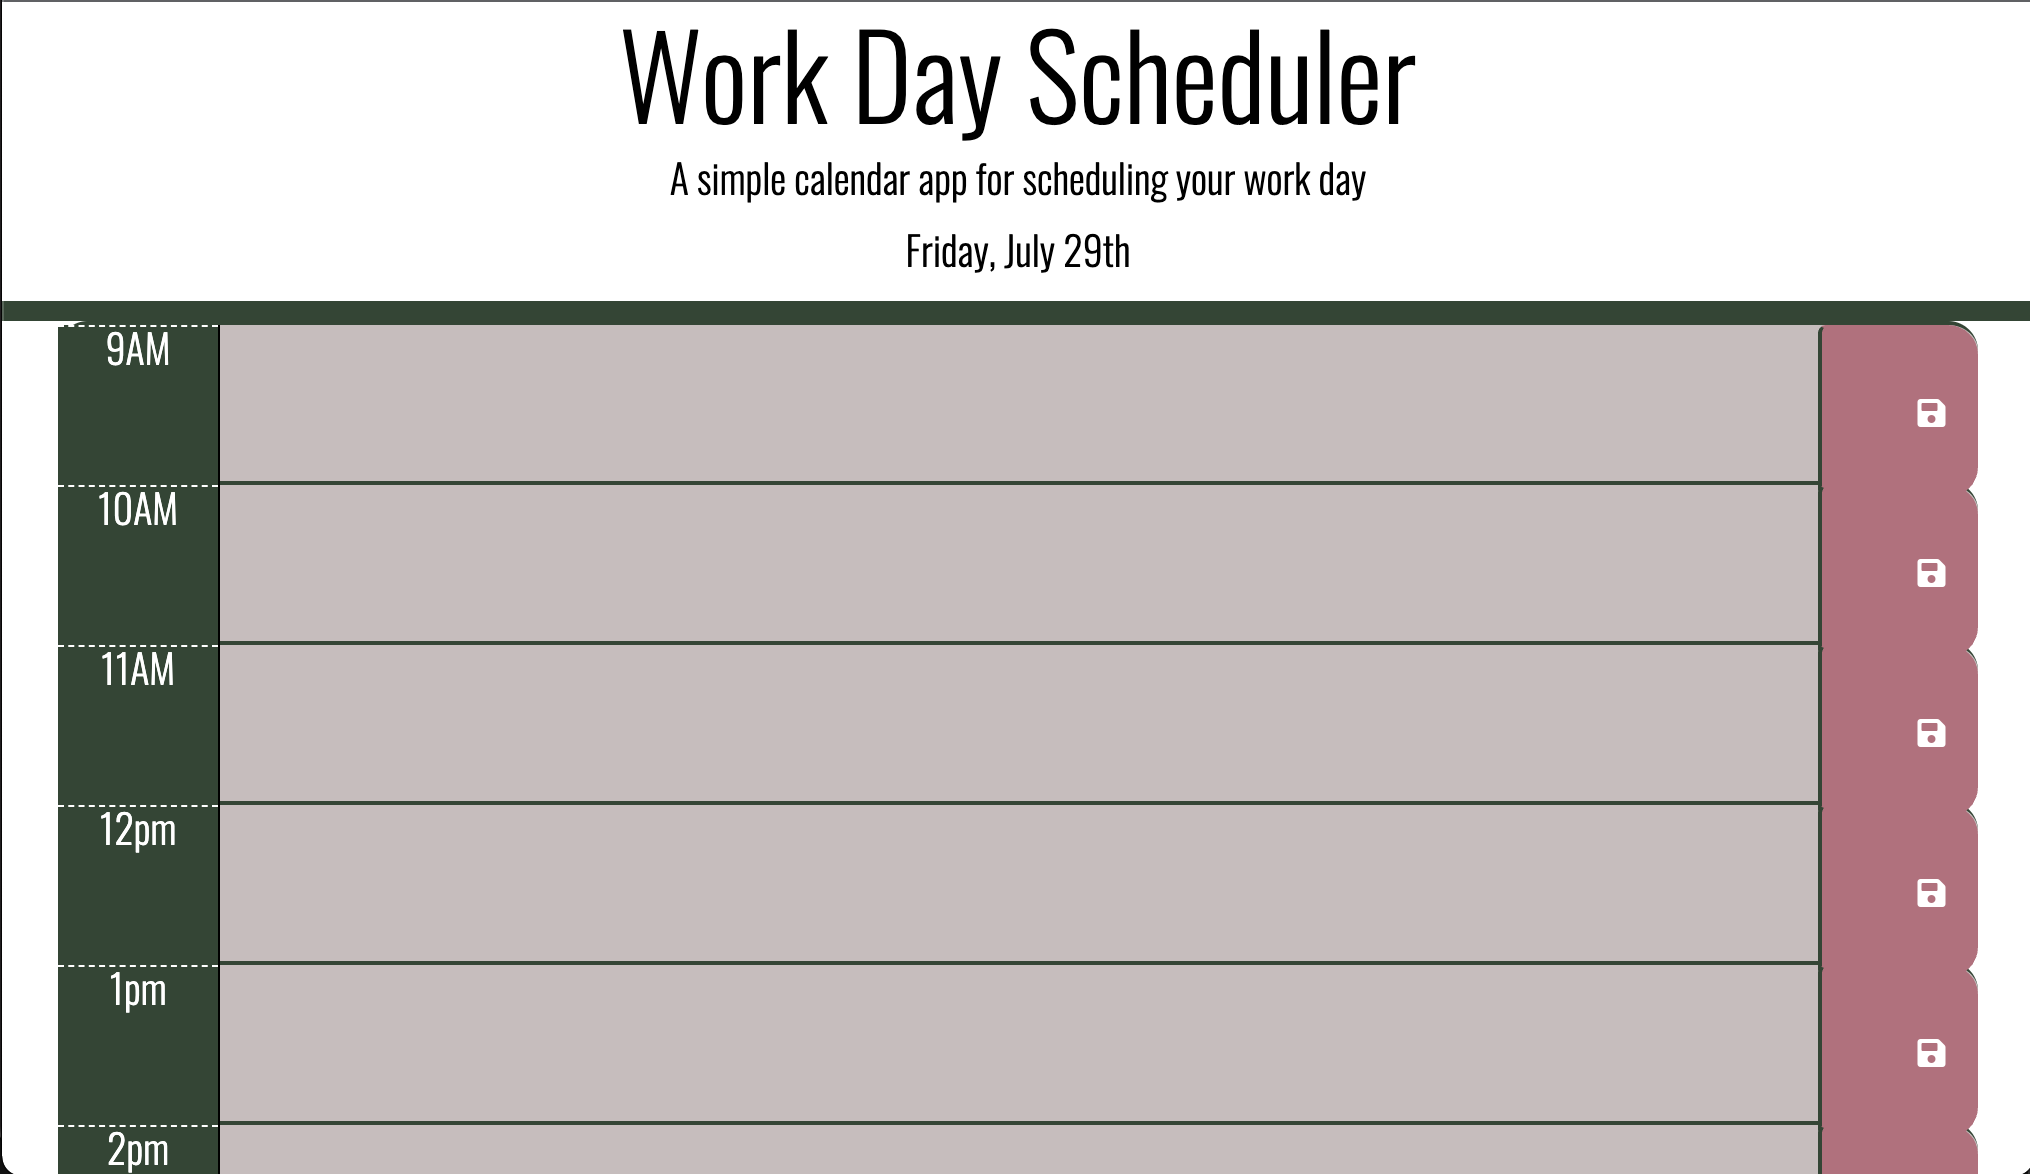 Work Day Scheduler
A simple calendar app for scheduling your work day
Friday, July 29th
9AM
10AM
11AM
12pm
1pm
2pm